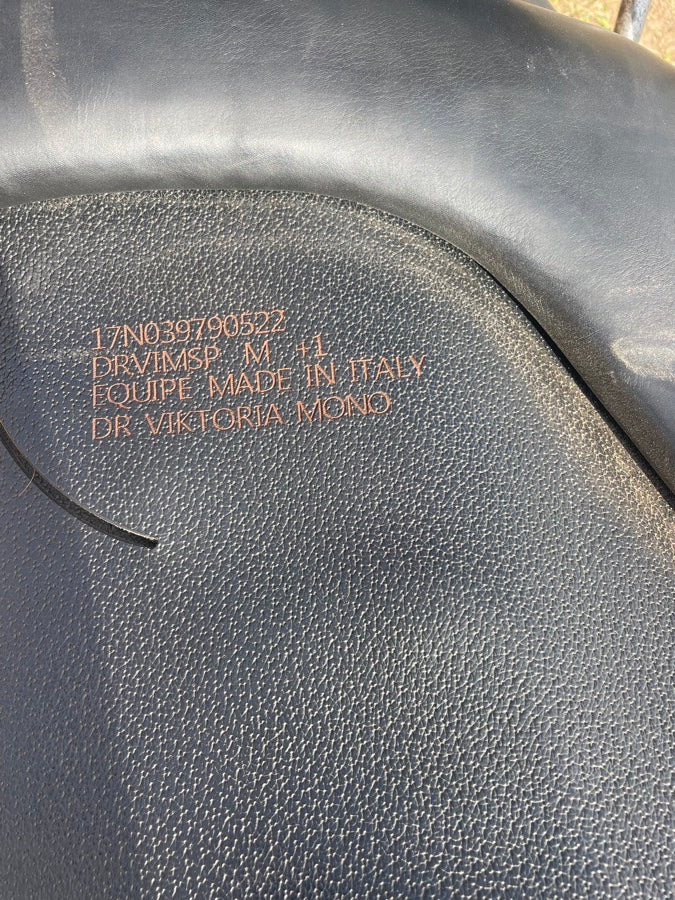 17N039790522
DRVIMSP M +1
EQUIPE MADE IN ITALY
DR VIKTORIA MONO